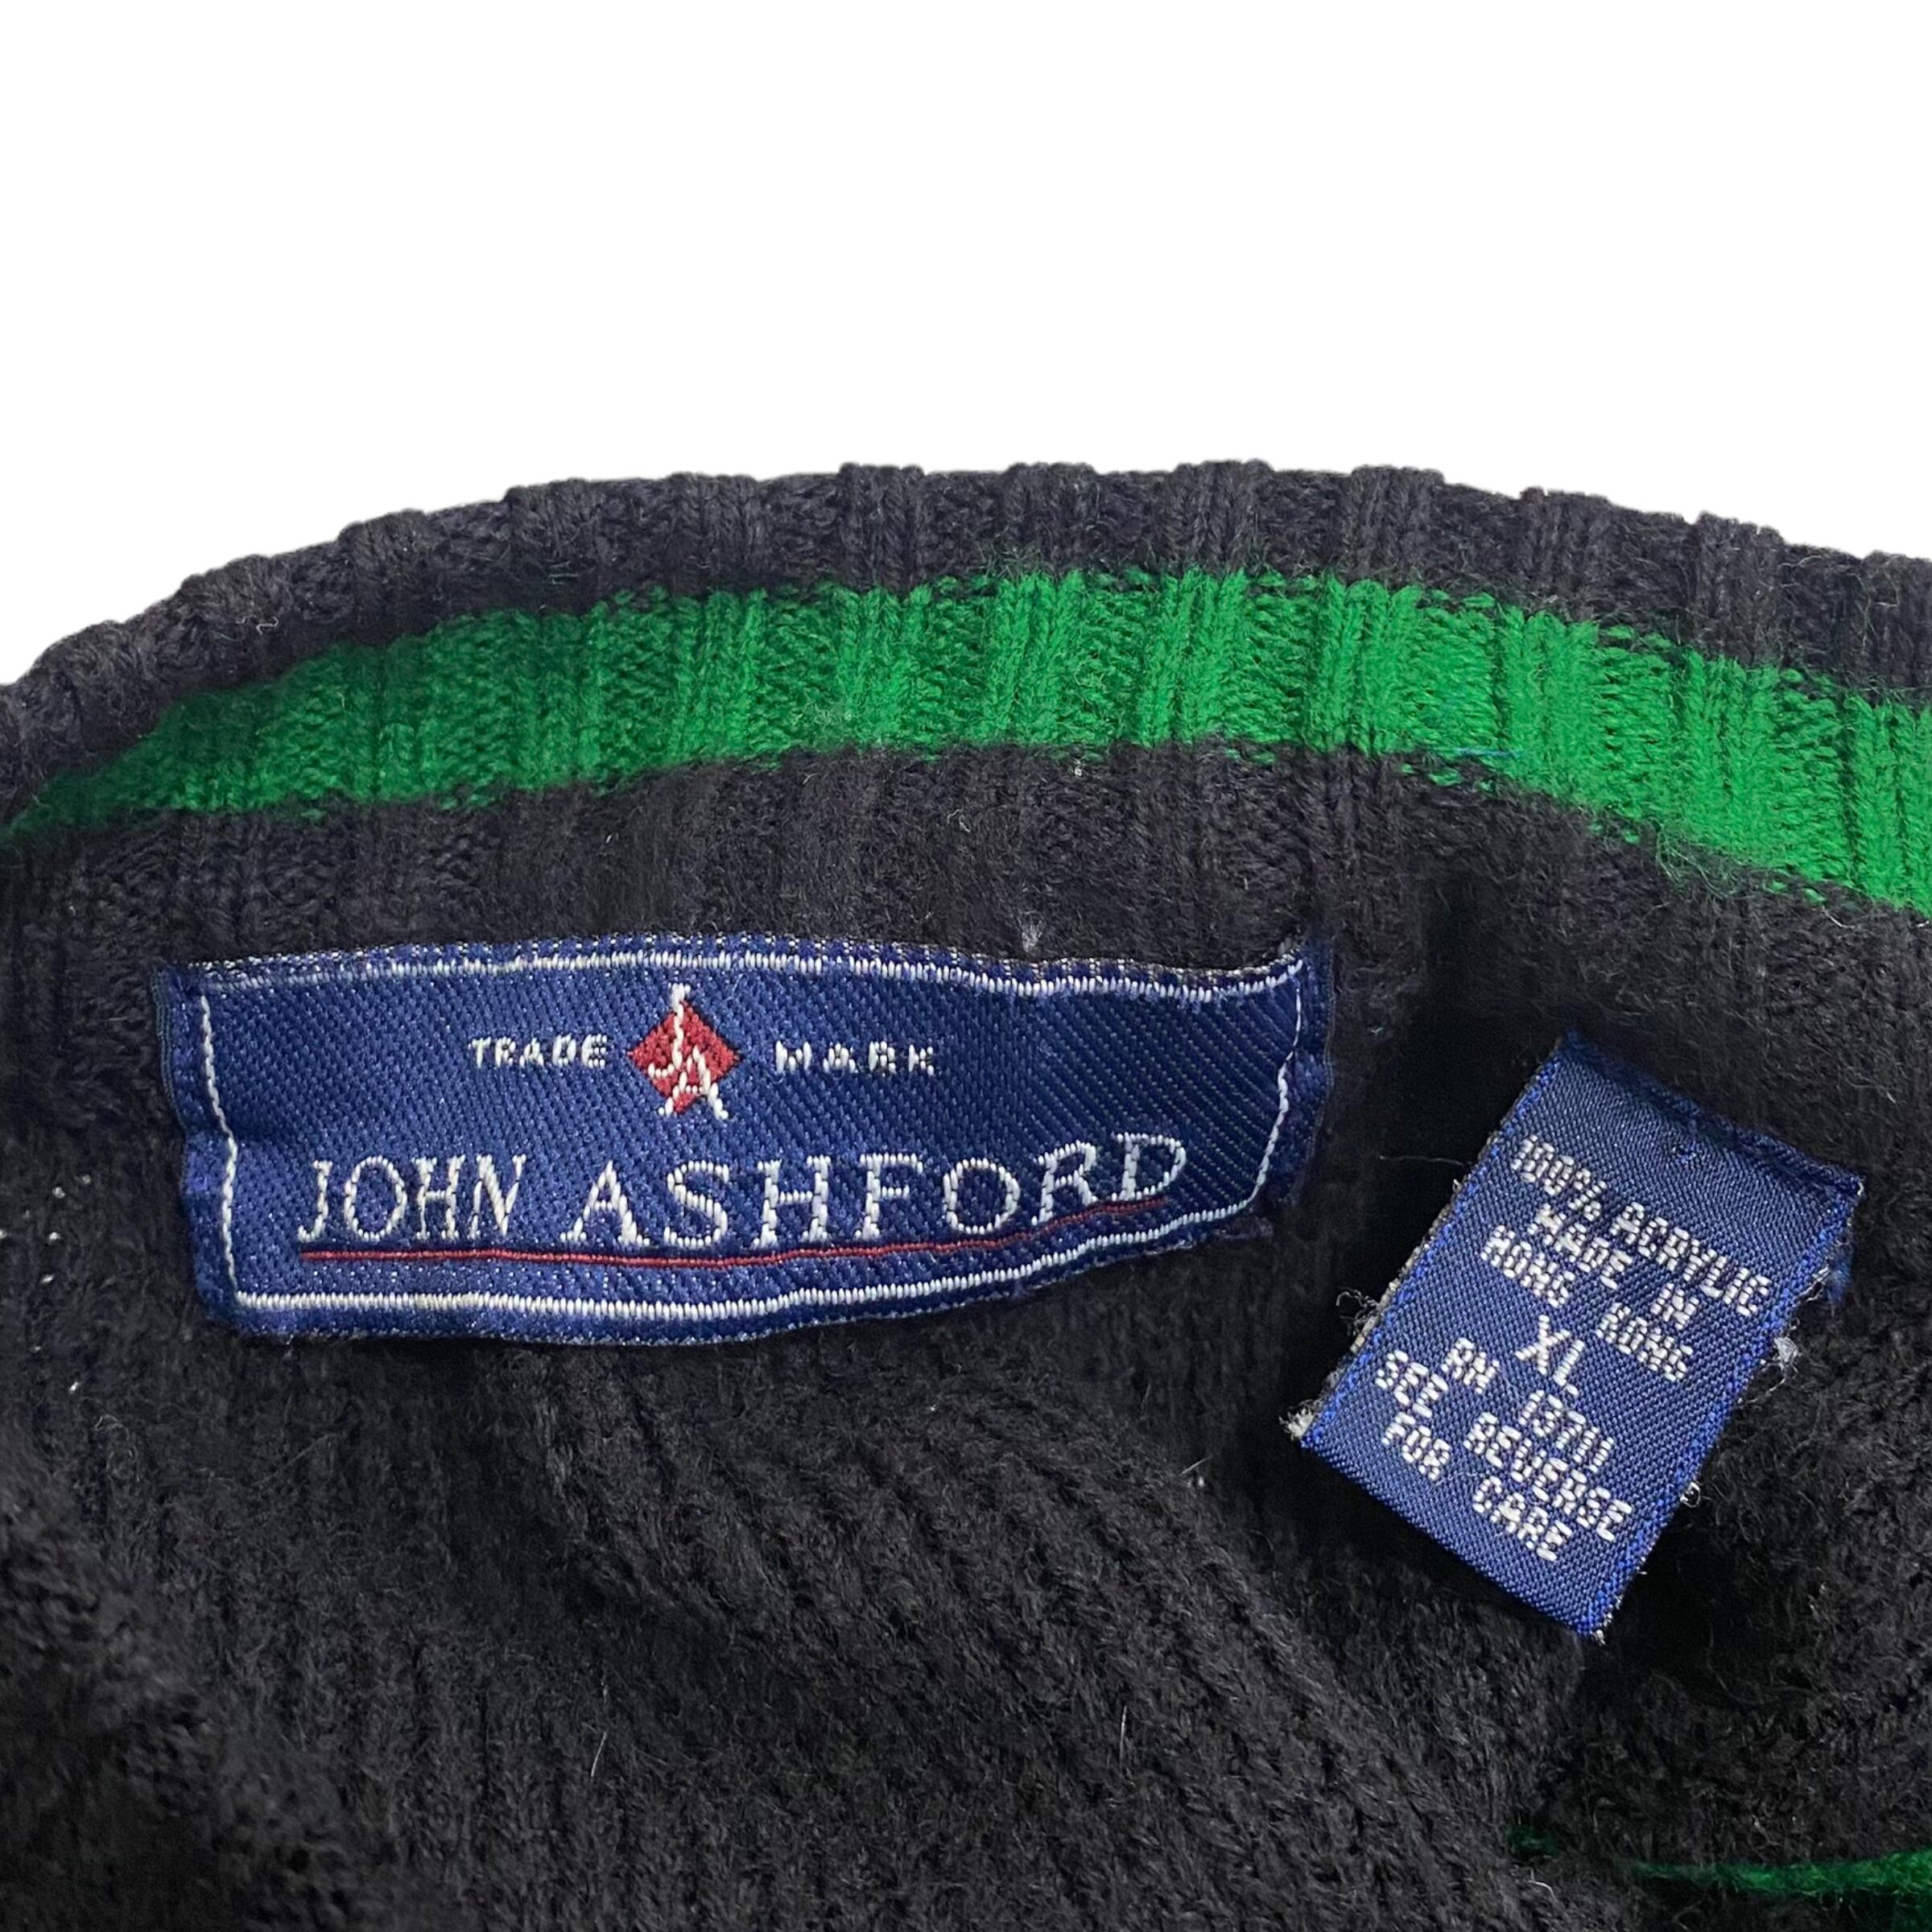 TRADE JA MARK
JOHN ASHFORD
100% ACRYLIC
MADE IN
HONG KONG
XL
RN 13711
SEE REVERSE
FOR CARE